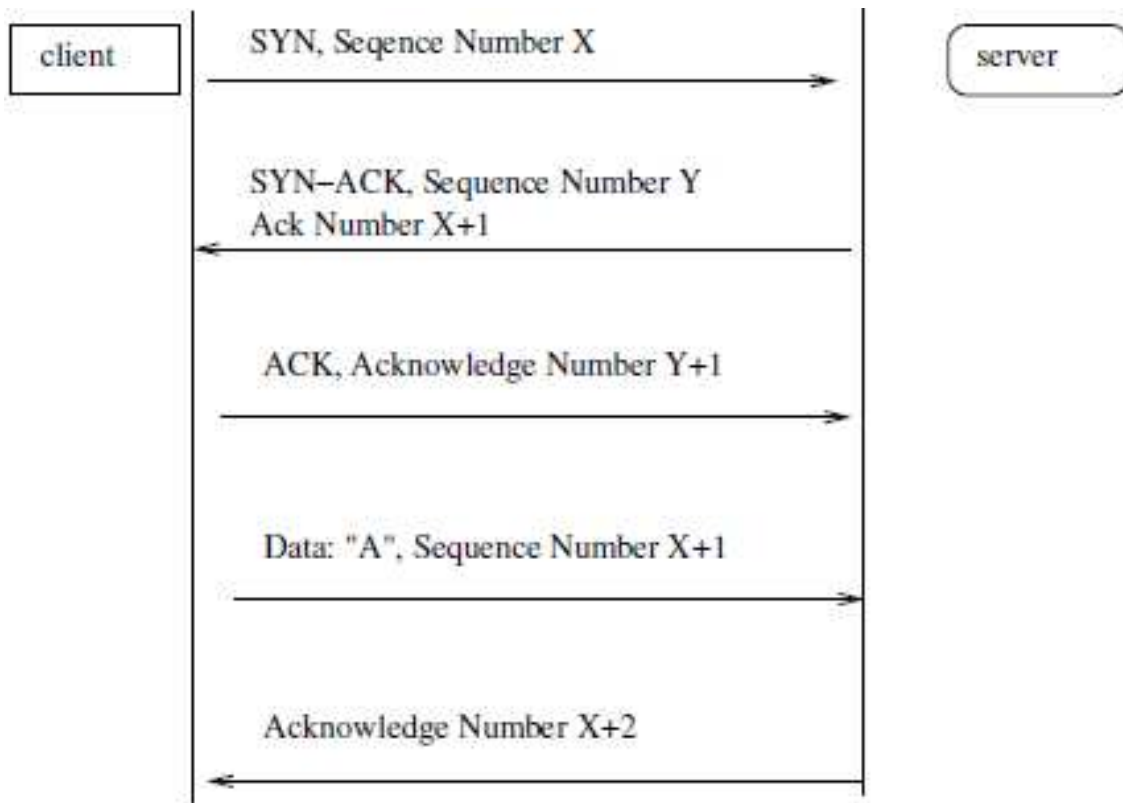 client
SYN, Seqence Number X
server
SYN-ACK, Sequence Number Y
Ack Number X+1
ACK, Acknowledge Number Y+1
Data: "A", Sequence Number X+1
Acknowledge Number X+2